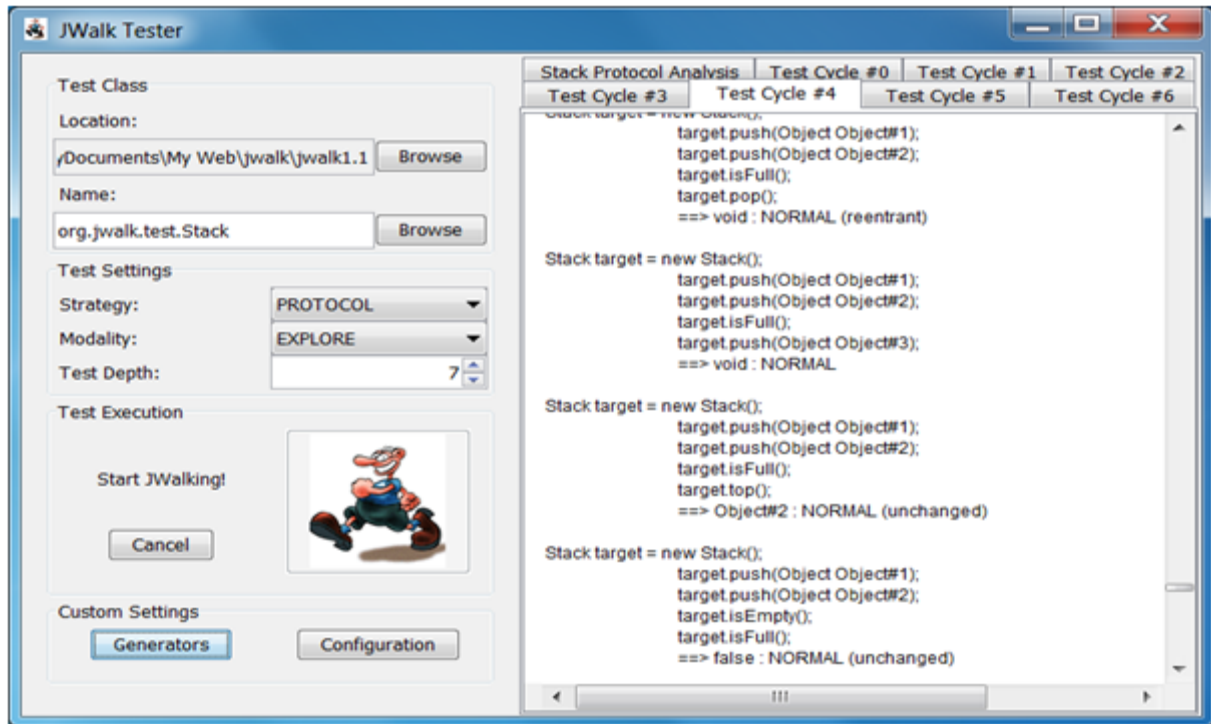 JWalk Tester
Test Class
Location:
yDocuments\My Web\jwalk\jwalk1.1
Browse
Name:
org.jwalk.test.Stack
Browse
Test Settings
Strategy:
PROTOCOL
Modality:
EXPLORE
Test Depth:
7
Test Execution
Start JWalking!
Cancel
Custom Settings
Generators
Configuration
Stack Protocol Analysis
Test Cycle #0
Test Cycle #1
Test Cycle #2
Test Cycle #3
Test Cycle #4
Test Cycle #5
Test Cycle #6
Stack target = new Stack();
target.push(Object Object#1);
target.push(Object Object#2);
target.isFull();
target.pop();
==> void : NORMAL (reentrant)
Stack target = new Stack();
target.push(Object Object#1);
target.push(Object Object#2);
target.isFull();
target.push(Object Object#3);
==> void : NORMAL
Stack target = new Stack();
target.push(Object Object#1);
target.push(Object Object#2);
target.isFull();
target.top();
==> Object#2 : NORMAL (unchanged)
Stack target = new Stack();
target.push(Object Object#1);
target.push(Object Object#2);
target.isEmpty();
target.isFull();
==> false : NORMAL (unchanged)